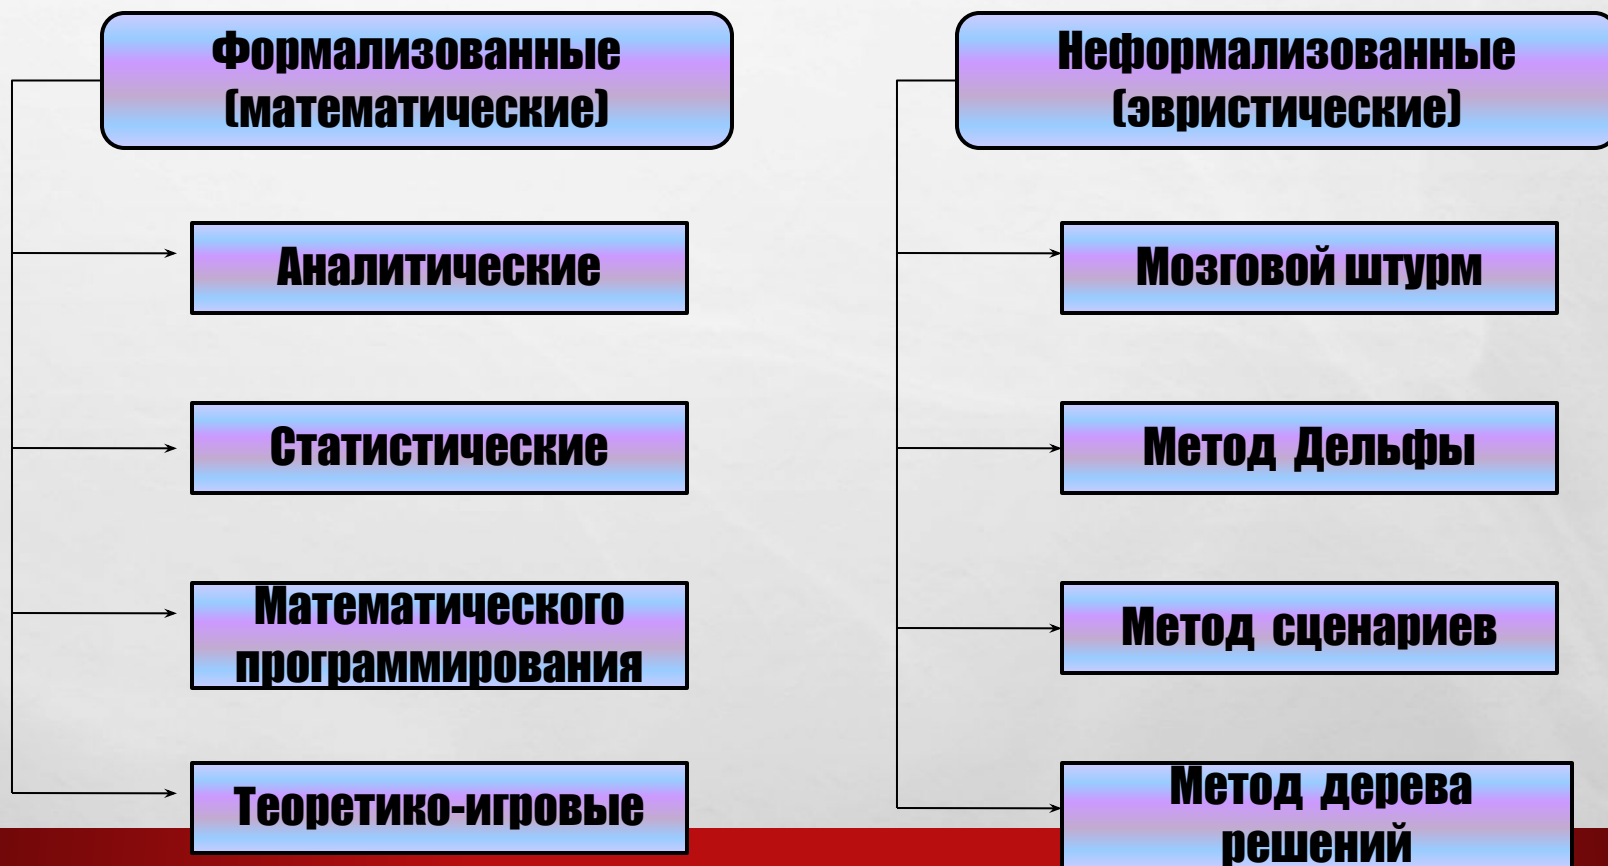 Формализованные
(математические)
Аналитические
Статистические
Математического
программирования
Теоретико-игровые
Неформализованные
(эвристические)
Мозговой штурм
Метод Дельфы
Метод сценариев
Метод дерева
решений